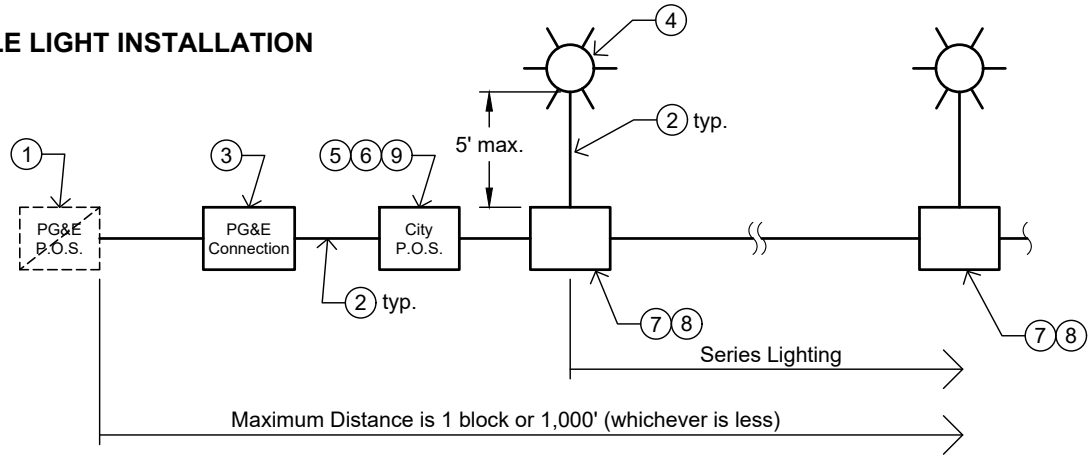 LE LIGHT INSTALLATION
4
2 typ.
5' max.
1
3
5 6 9
PG&E
P.O.S.
PG&E
Connection
City
P.O.S.
2 typ.
7 8
7 8
Series Lighting
Maximum Distance is 1 block or 1,000' (whichever is less)